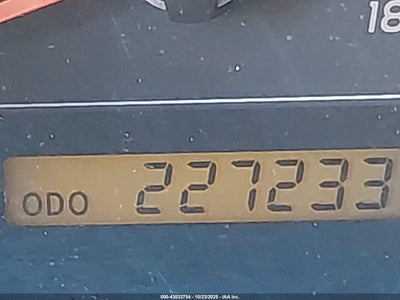 18
ODO 227233
000-43532754 - 10/23/2025 - IAA Inc.